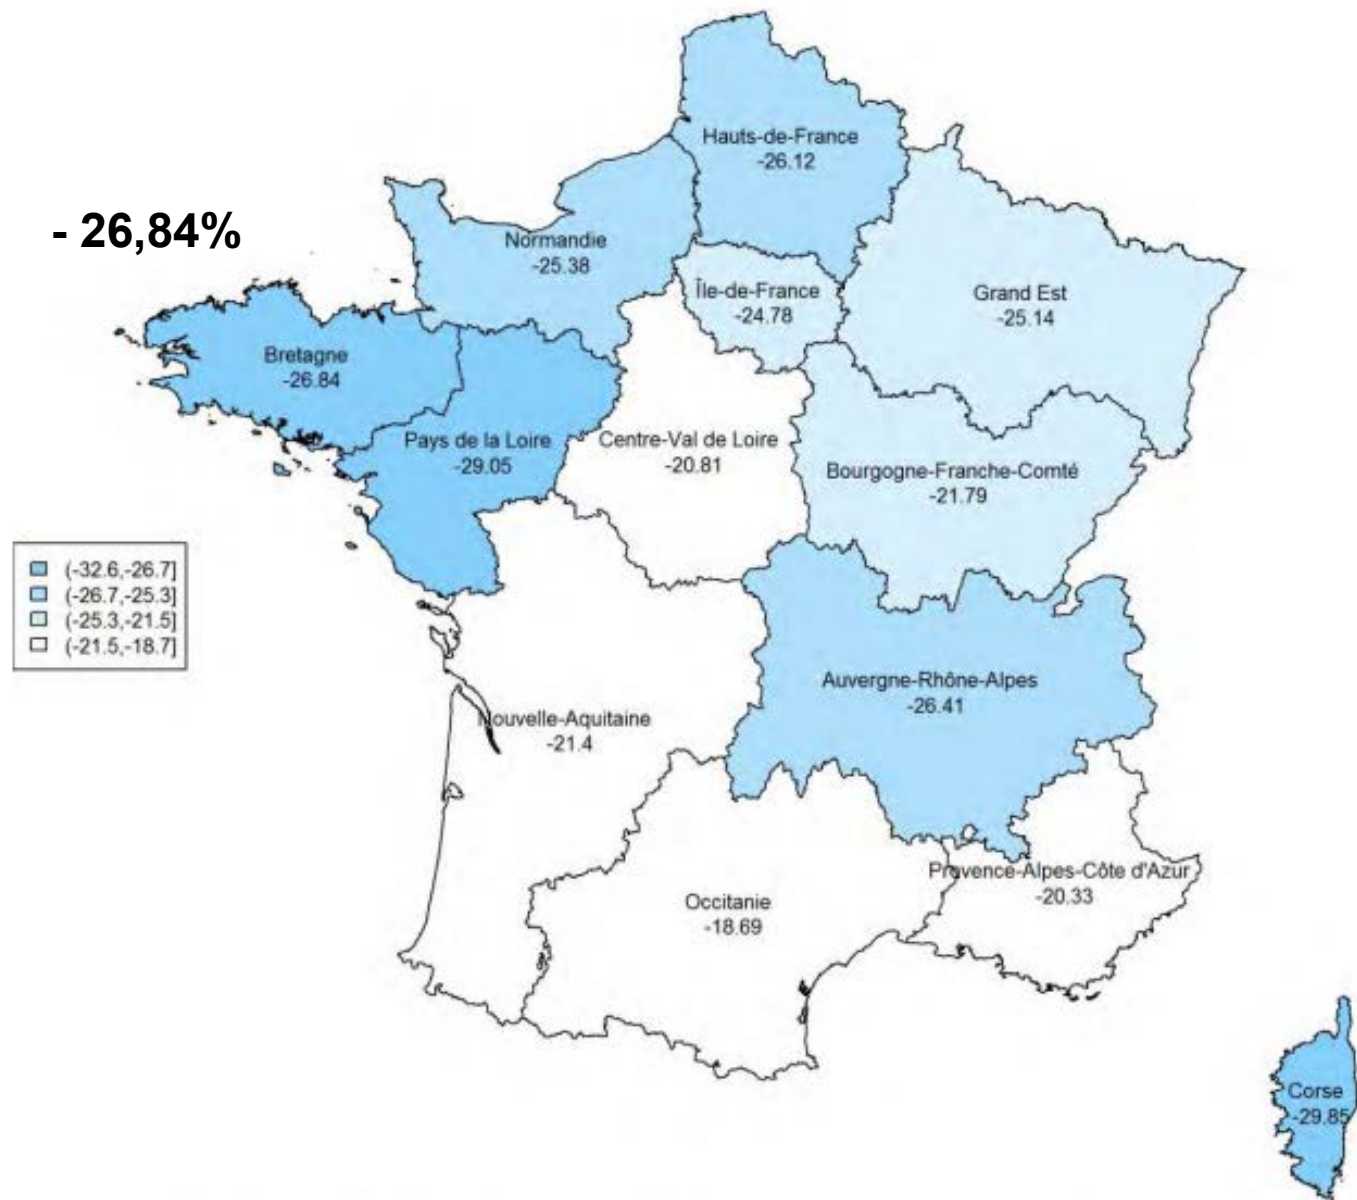 Hauts-de-France
-26.12
- 26,84%
Normandie
-25.38
Île-de-France
-24.78
Grand Est
-25.14
Bretagne
-26.84
Pays de la Loire
-29.05
Centre-Val de Loire
-20.81
Bourgogne-Franche-Comté
-21.79
(-32.6,-26.7]
(-26.7,-25.3]
(-25.3,-21.5]
(-21.5,-18.7]
Auvergne-Rhône-Alpes
-26.41
Nouvelle-Aquitaine
-21.4
Provence-Alpes-Côte d'Azur
-20.33
Occitanie
-18.69
Corse
-29.85